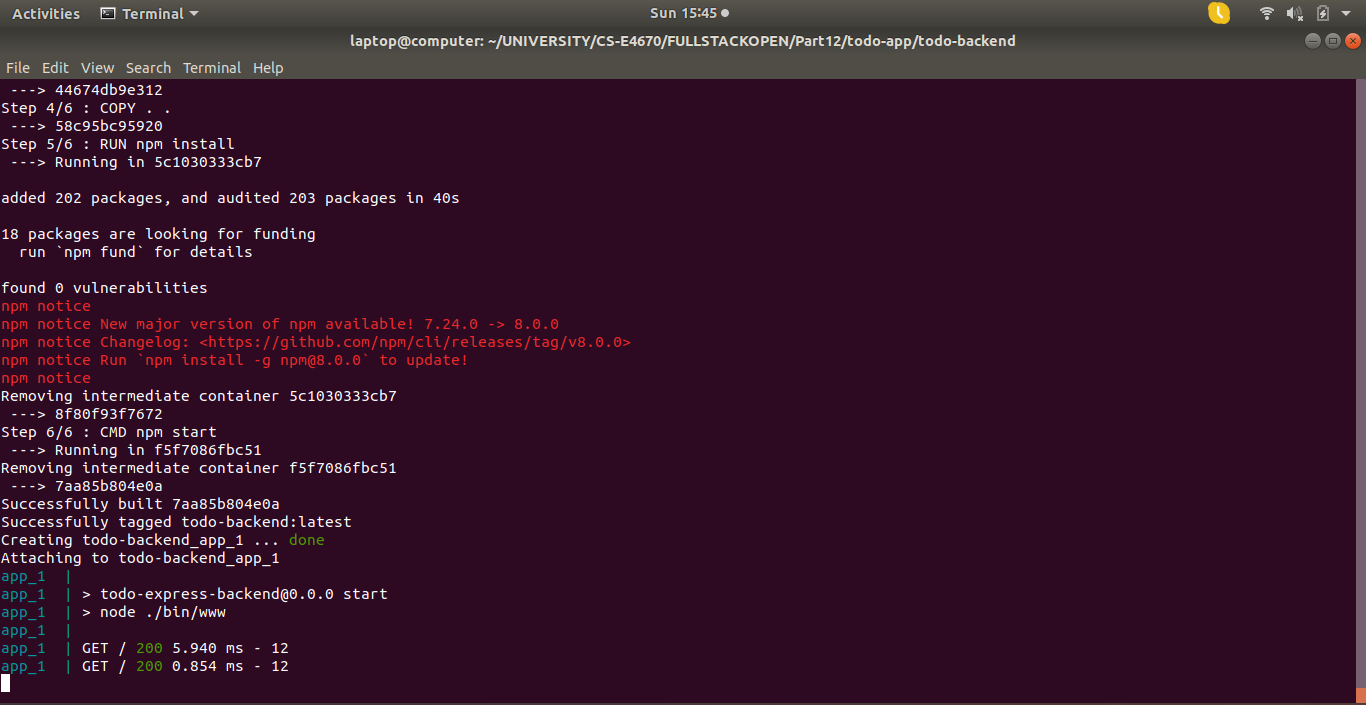 Activities Terminal Sun 15:45
laptop@computer: ~/UNIVERSITY/CS-E4670/FULLSTACKOPEN/Part12/todo-app/todo-backend
File Edit View Search Terminal Help
 ---> 44674db9e312
Step 4/6 : COPY . .
 ---> 58c95bc95920
Step 5/6 : RUN npm install
 ---> Running in 5c1030333cb7
added 202 packages, and audited 203 packages in 40s
18 packages are looking for funding
  run `npm fund` for details
found 0 vulnerabilities
npm notice
npm notice New major version of npm available! 7.24.0 -> 8.0.0
npm notice Changelog: <https://github.com/npm/cli/releases/tag/v8.0.0>
npm notice Run `npm install -g npm@8.0.0` to update!
npm notice
Removing intermediate container 5c1030333cb7
 ---> 8f80f93f7672
Step 6/6 : CMD npm start
 ---> Running in f5f7086fbc51
Removing intermediate container f5f7086fbc51
 ---> 7aa85b804e0a
Successfully built 7aa85b804e0a
Successfully tagged todo-backend:latest
Creating todo-backend_app_1 ... done
Attaching to todo-backend_app_1
app_1  |
app_1  | > todo-express-backend@0.0.0 start
app_1  | > node ./bin/www
app_1  |
app_1  | GET / 200 5.940 ms - 12
app_1  | GET / 200 0.854 ms - 12